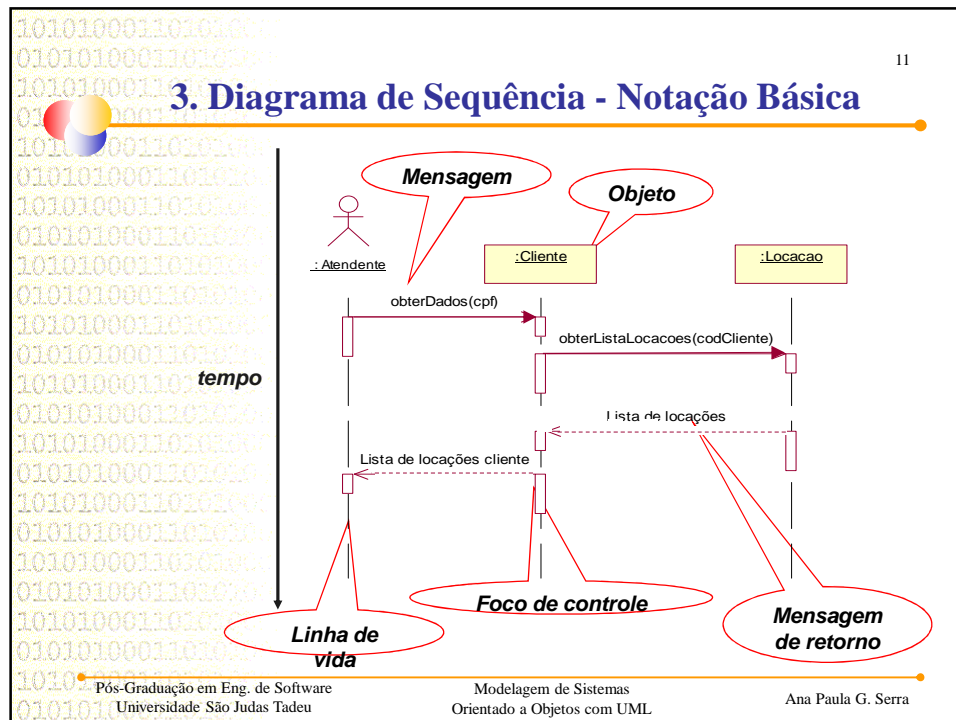 11
3. Diagrama de Sequência - Notação Básica
Mensagem
Objeto
: Atendente
:Cliente
:Locacao
obterDados(cpf)
obterListaLocacoes(codCliente)
tempo
Lista de locações
Lista de locações cliente
Foco de controle
Linha de
vida
Mensagem
de retorno
Pós-Graduação em Eng. de Software
Universidade São Judas Tadeu
Modelagem de Sistemas
Orientado a Objetos com UML
Ana Paula G. Serra